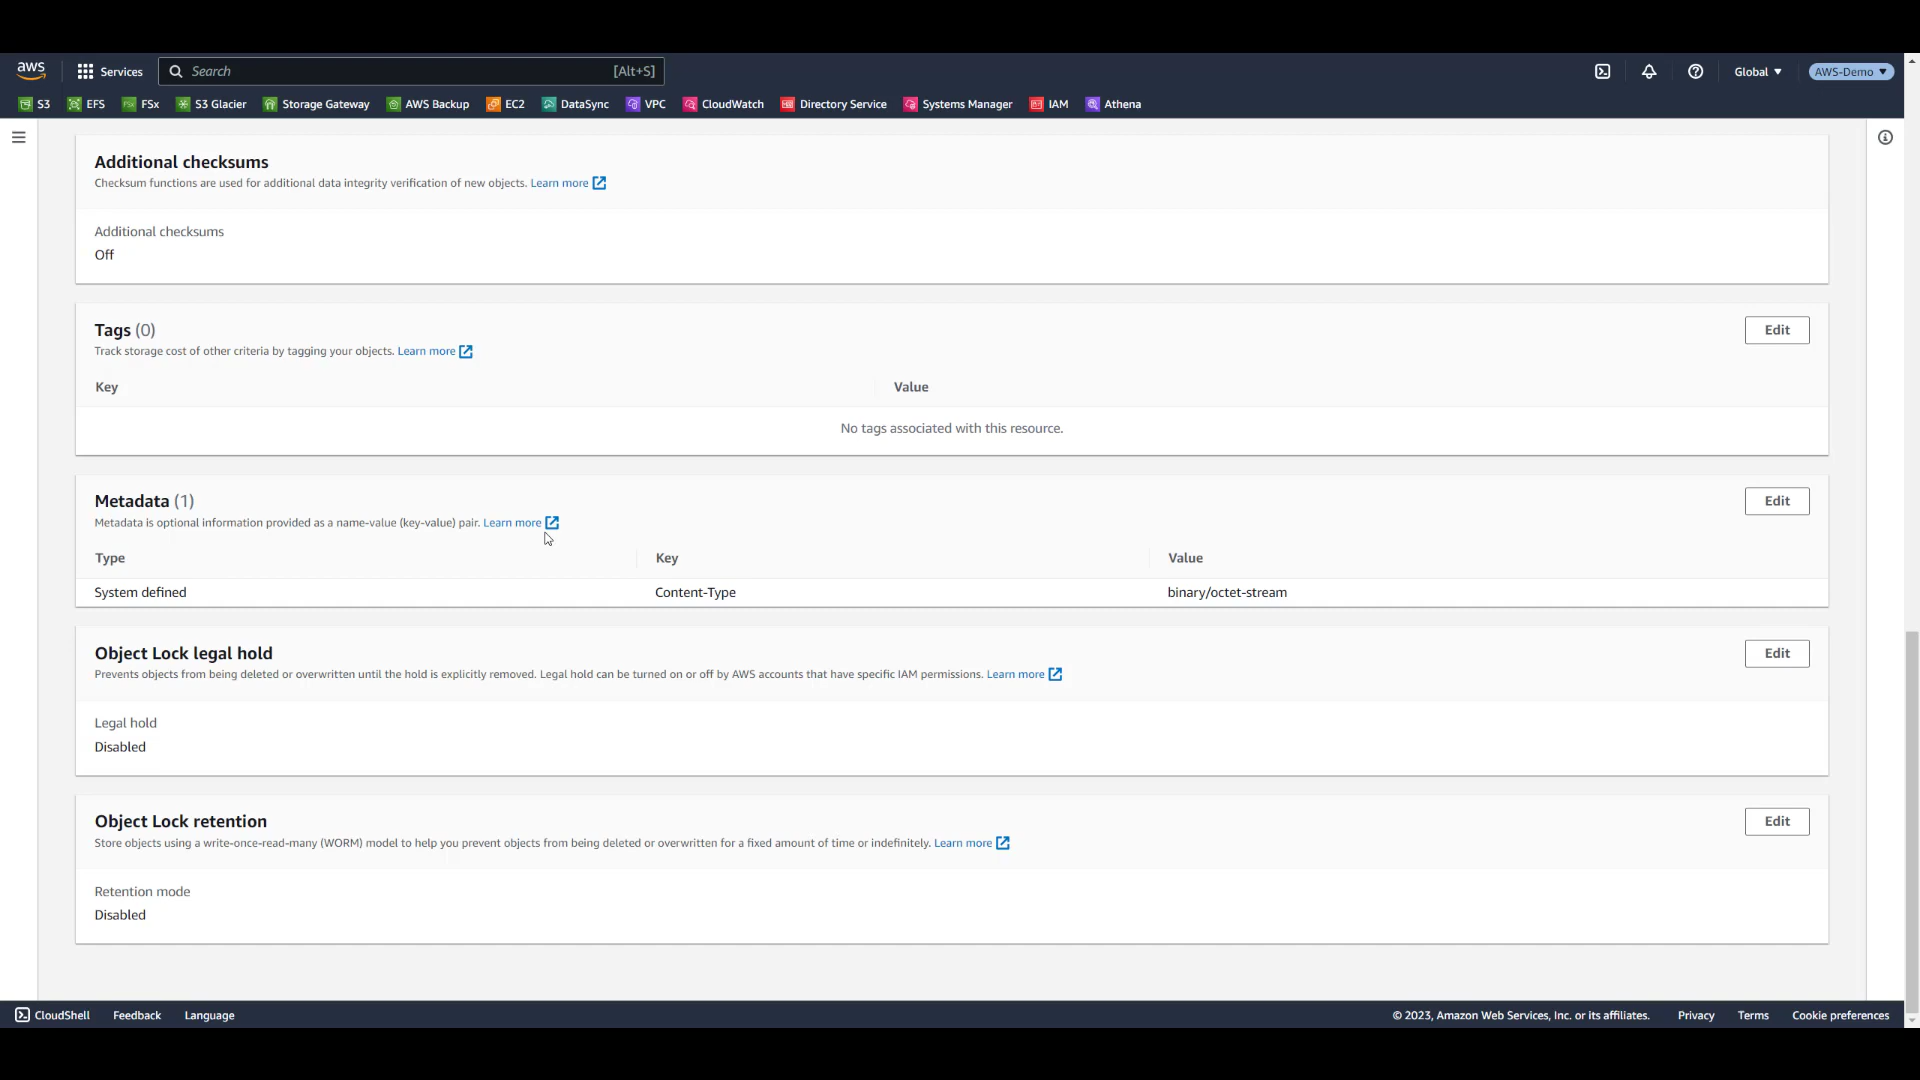 aws Services Search [Alt+S] Global AWS-Demo
S3 EFS FSx S3 Glacier Storage Gateway AWS Backup EC2 DataSync VPC CloudWatch Directory Service Systems Manager IAM Athena
Additional checksums
Checksum functions are used for additional data integrity verification of new objects. Learn more
Additional checksums
Off
Tags (0)
Edit
Track storage cost of other criteria by tagging your objects. Learn more
Key Value
No tags associated with this resource.
Metadata (1)
Edit
Metadata is optional information provided as a name-value (key-value) pair. Learn more
Type Key Value
System defined Content-Type binary/octet-stream
Object Lock legal hold
Edit
Prevents objects from being deleted or overwritten until the hold is explicitly removed. Legal hold can be turned on or off by AWS accounts that have specific IAM permissions. Learn more
Legal hold
Disabled
Object Lock retention
Edit
Store objects using a write-once-read-many (WORM) model to help you prevent objects from being deleted or overwritten for a fixed amount of time or indefinitely. Learn more
Retention mode
Disabled
CloudShell Feedback Language © 2023, Amazon Web Services, Inc. or its affiliates. Privacy Terms Cookie preferences